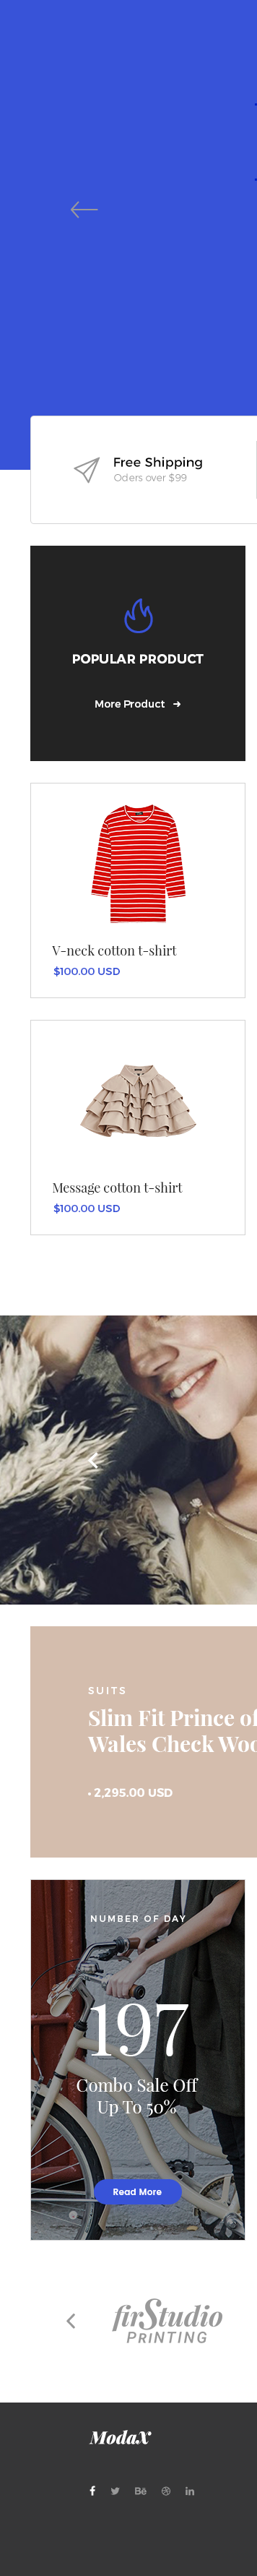 Free Shipping
Oders over $99
POPULAR PRODUCT
More Product
V-neck cotton t-shirt
$100.00 USD
Message cotton t-shirt
$100.00 USD
SUITS
Slim Fit Prince of
Wales Check
2,295.00 USD
NUMBER OF DAY
197
Combo Sale Off
Up To 50%
Read More
firStudio
PRINTING
ModaX